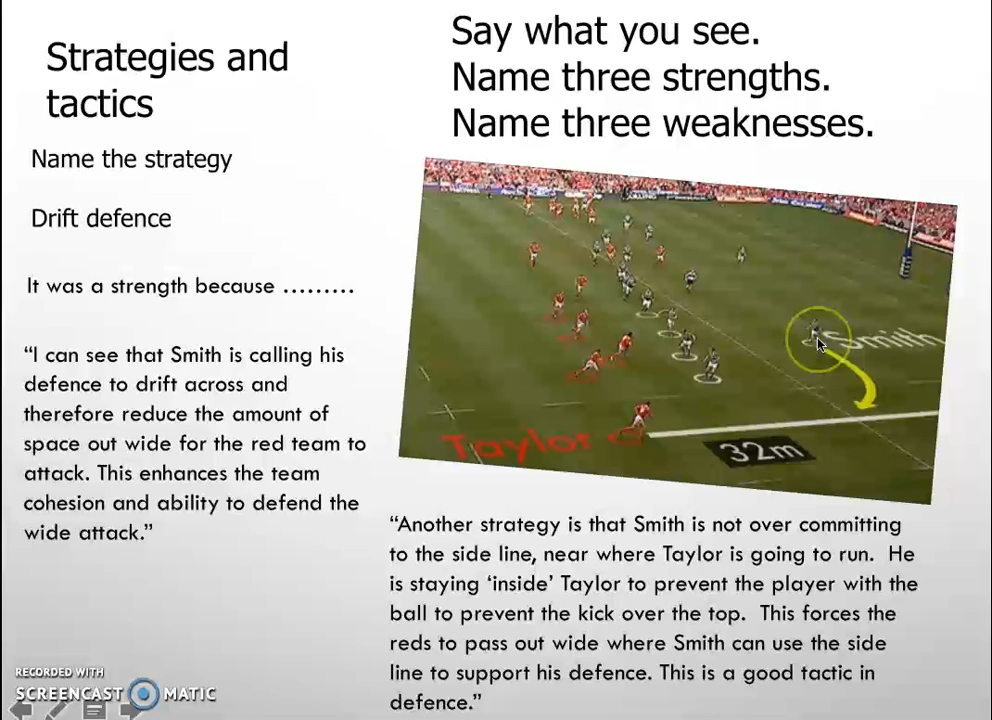 Strategies and
tactics
Name the strategy
Drift defence
It was a strength because .........
“I can see that Smith is calling his
defence to drift across and
therefore reduce the amount of
space out wide for the red team to
attack. This enhances the team
cohesion and ability to defend the
wide attack.”
Say what you see.
Name three strengths.
Name three weaknesses.
Smith
Taylor
32m
“Another strategy is that Smith is not over committing
to the side line, near where Taylor is going to run.  He
is staying ‘inside’ Taylor to prevent the player with the
ball to prevent the kick over the top.  This forces the
reds to pass out wide where Smith can use the side
line to support his defence. This is a good tactic in
defence.”
RECORDED WITH
SCREENCAST MATIC